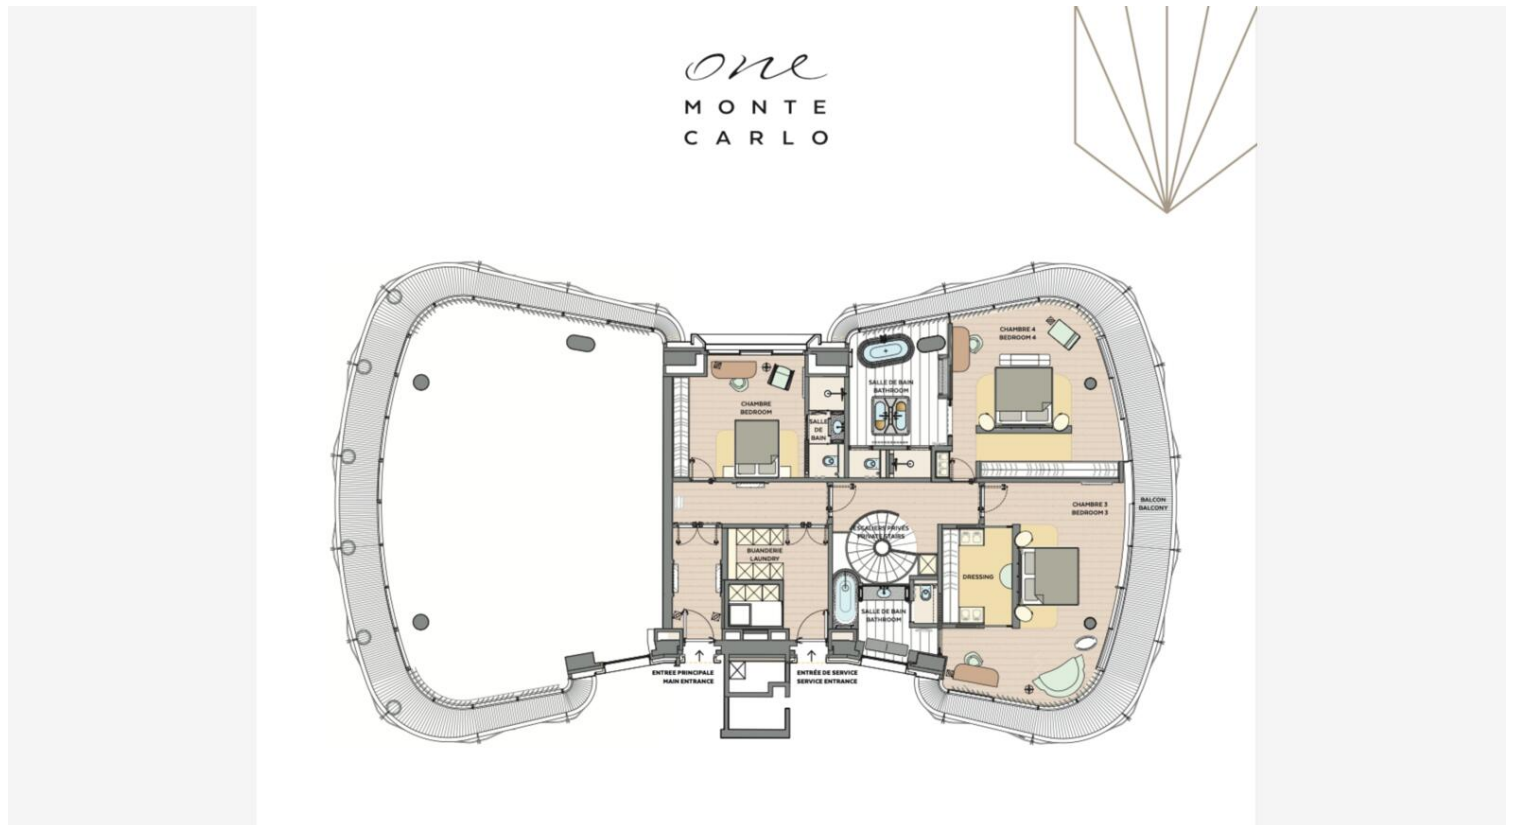 one
MONTE
CARLO
CHAMBRE 4
BEDROOM 4
SALLE DE BAIN
BATHROOM
CHAMBRE
BEDROOM
SALLE
DE
BAIN
BALCON
BALCONY
CHAMBRE 3
BEDROOM 3
ESCALIERS PRIVÉS
PRIVATE STAIRS
BUANDERIE
LAUNDRY
DRESSING
SALLE DE BAIN
BATHROOM
ENTREE PRINCIPALE
MAIN ENTRANCE
ENTRÉE DE SERVICE
SERVICE ENTRANCE